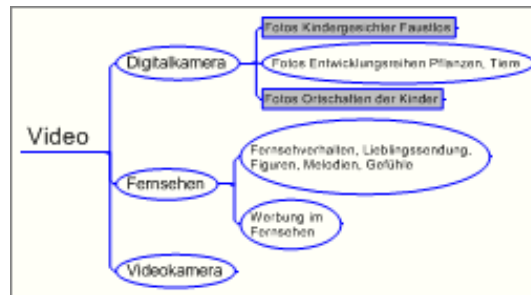 Video
Digitalkamera
Fotos Kindergesichter Faustlos
Fotos Entwicklungsreihen Pflanzen, Tiere
Fotos Ortschaften der Kinder
Fernsehen
Fernsehverhalten, Lieblingssendung,
Figuren, Melodien, Gefühle
Werbung im
Fernsehen
Videokamera